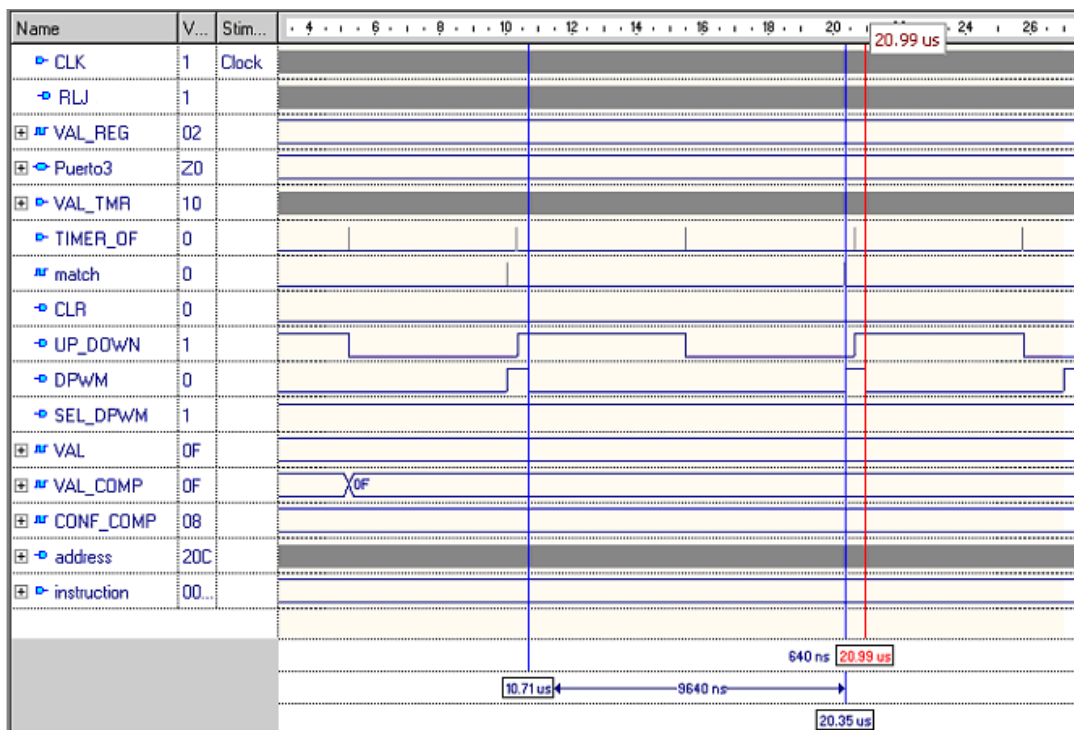 Name V... Stim... 4 6 8 10 12 14 16 18 20 24 26
20.99 us
CLK 1 Clock
RLJ 1
VAL_REG 02
Puerto3 Z0
VAL_TMR 10
TIMER_OF 0
match 0
CLR 0
UP_DOWN 1
DPWM 0
SEL_DPWM 1
VAL 0F
VAL_COMP 0F 0F
CONF_COMP 08
address 20C
instruction 00...
640 ns 20.99 us
10.71 us 9640 ns
20.35 us